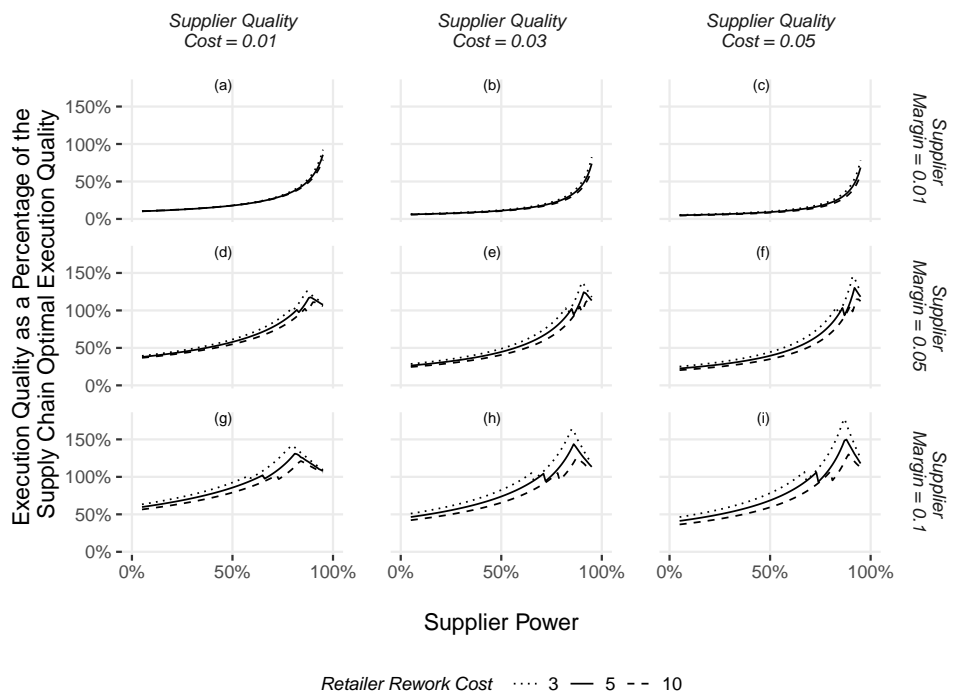 Supplier Quality
Cost = 0.01
Supplier Quality
Cost = 0.03
Supplier Quality
Cost = 0.05
Execution Quality as a Percentage of the
Supply Chain Optimal Execution Quality
(a)
(b)
(c)
150%
100%
50%
0%
Supplier
Margin = 0.01
(d)
(e)
(f)
150%
100%
50%
0%
Supplier
Margin = 0.05
(g)
(h)
(i)
150%
100%
50%
0%
Supplier
Margin = 0.1
0% 50% 100%
0% 50% 100%
0% 50% 100%
Supplier Power
Retailer Rework Cost 3 5 10